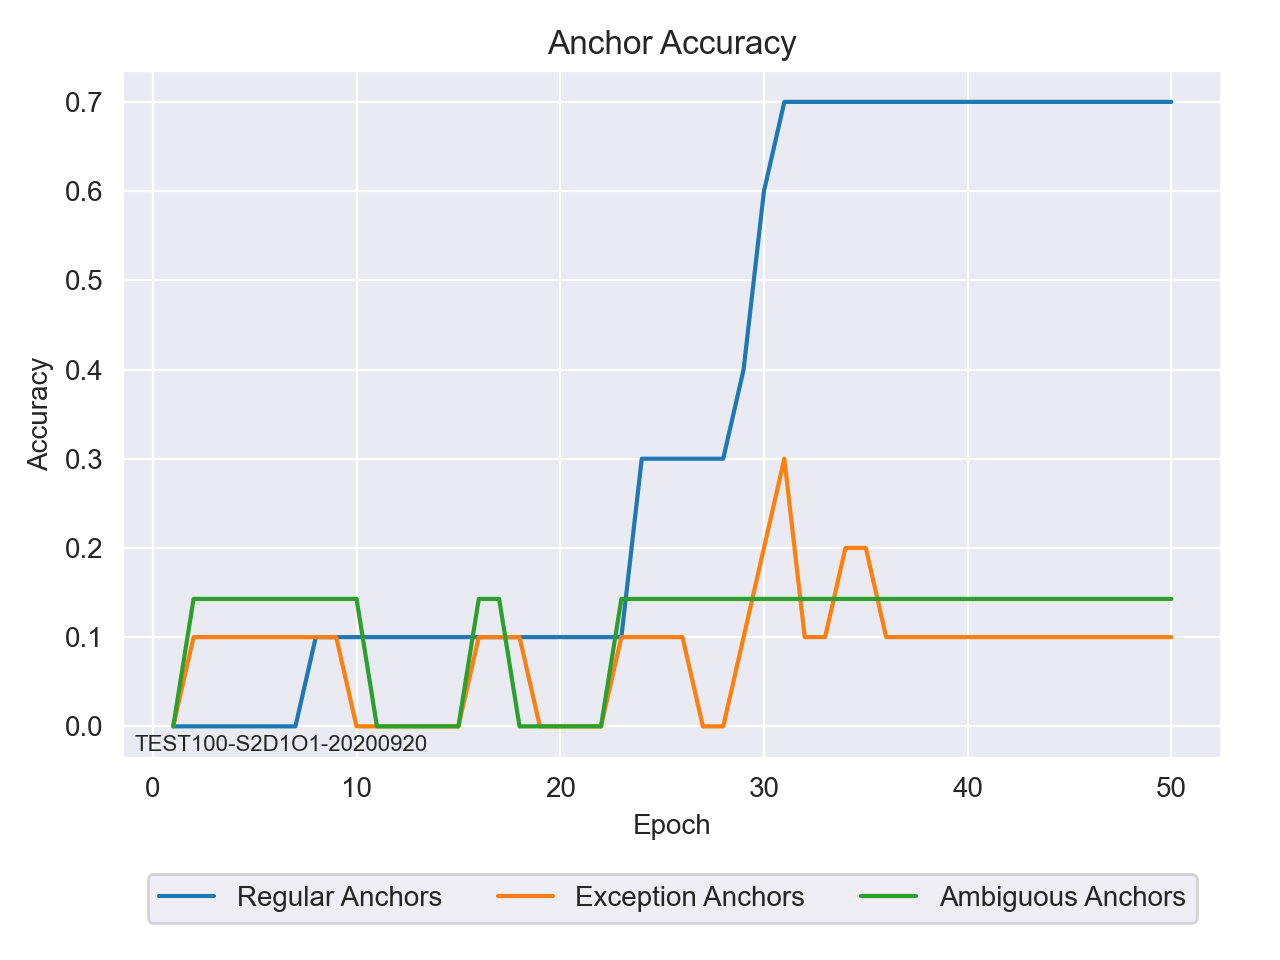 Anchor Accuracy
Accuracy
0.7
0.6
0.5
0.4
0.3
0.2
0.1
0.0
TEST100-S2D1O1-20200920
0 10 20 30 40 50
Epoch
Regular Anchors Exception Anchors Ambiguous Anchors